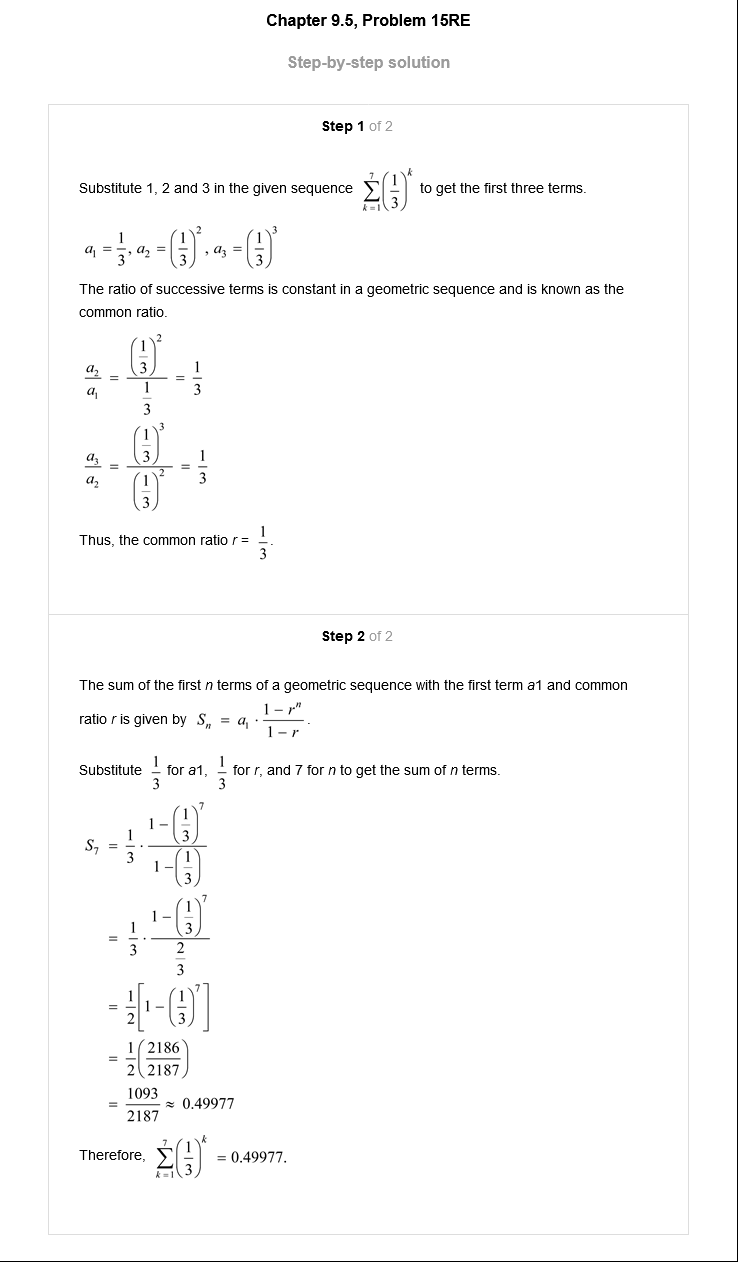 Chapter 9.5, Problem 15RE
Step-by-step solution
Step 1 of 2
Substitute 1, 2 and 3 in the given sequence $\sum_{k=1}^{7}\left(\frac{1}{3}\right)^{k}$ to get the first three terms.
$a_1 = \frac{1}{3}, a_2 = \left(\frac{1}{3}\right)^2, a_3 = \left(\frac{1}{3}\right)^3$
The ratio of successive terms is constant in a geometric sequence and is known as the
common ratio.
$\frac{a_2}{a_1} = \frac{\left(\frac{1}{3}\right)^2}{\frac{1}{3}} = \frac{1}{3}$
$\frac{a_3}{a_2} = \frac{\left(\frac{1}{3}\right)^3}{\left(\frac{1}{3}\right)^2} = \frac{1}{3}$
Thus, the common ratio r = $\frac{1}{3}$.
Step 2 of 2
The sum of the first n terms of a geometric sequence with the first term a1 and common
ratio r is given by $S_n = a_1 \cdot \frac{1-r^n}{1-r}$.
Substitute $\frac{1}{3}$ for a1, $\frac{1}{3}$ for r, and 7 for n to get the sum of n terms.
$S_7 = \frac{1}{3} \cdot \frac{1-\left(\frac{1}{3}\right)^7}{1-\left(\frac{1}{3}\right)}$
$= \frac{1}{3} \cdot \frac{1-\left(\frac{1}{3}\right)^7}{\frac{2}{3}}$
$= \frac{1}{2}\left[1-\left(\frac{1}{3}\right)^7\right]$
$= \frac{1}{2}\left(\frac{2186}{2187}\right)$
$= \frac{1093}{2187} \approx 0.49977$
Therefore, $\sum_{k=1}^{7}\left(\frac{1}{3}\right)^{k} = 0.49977.$